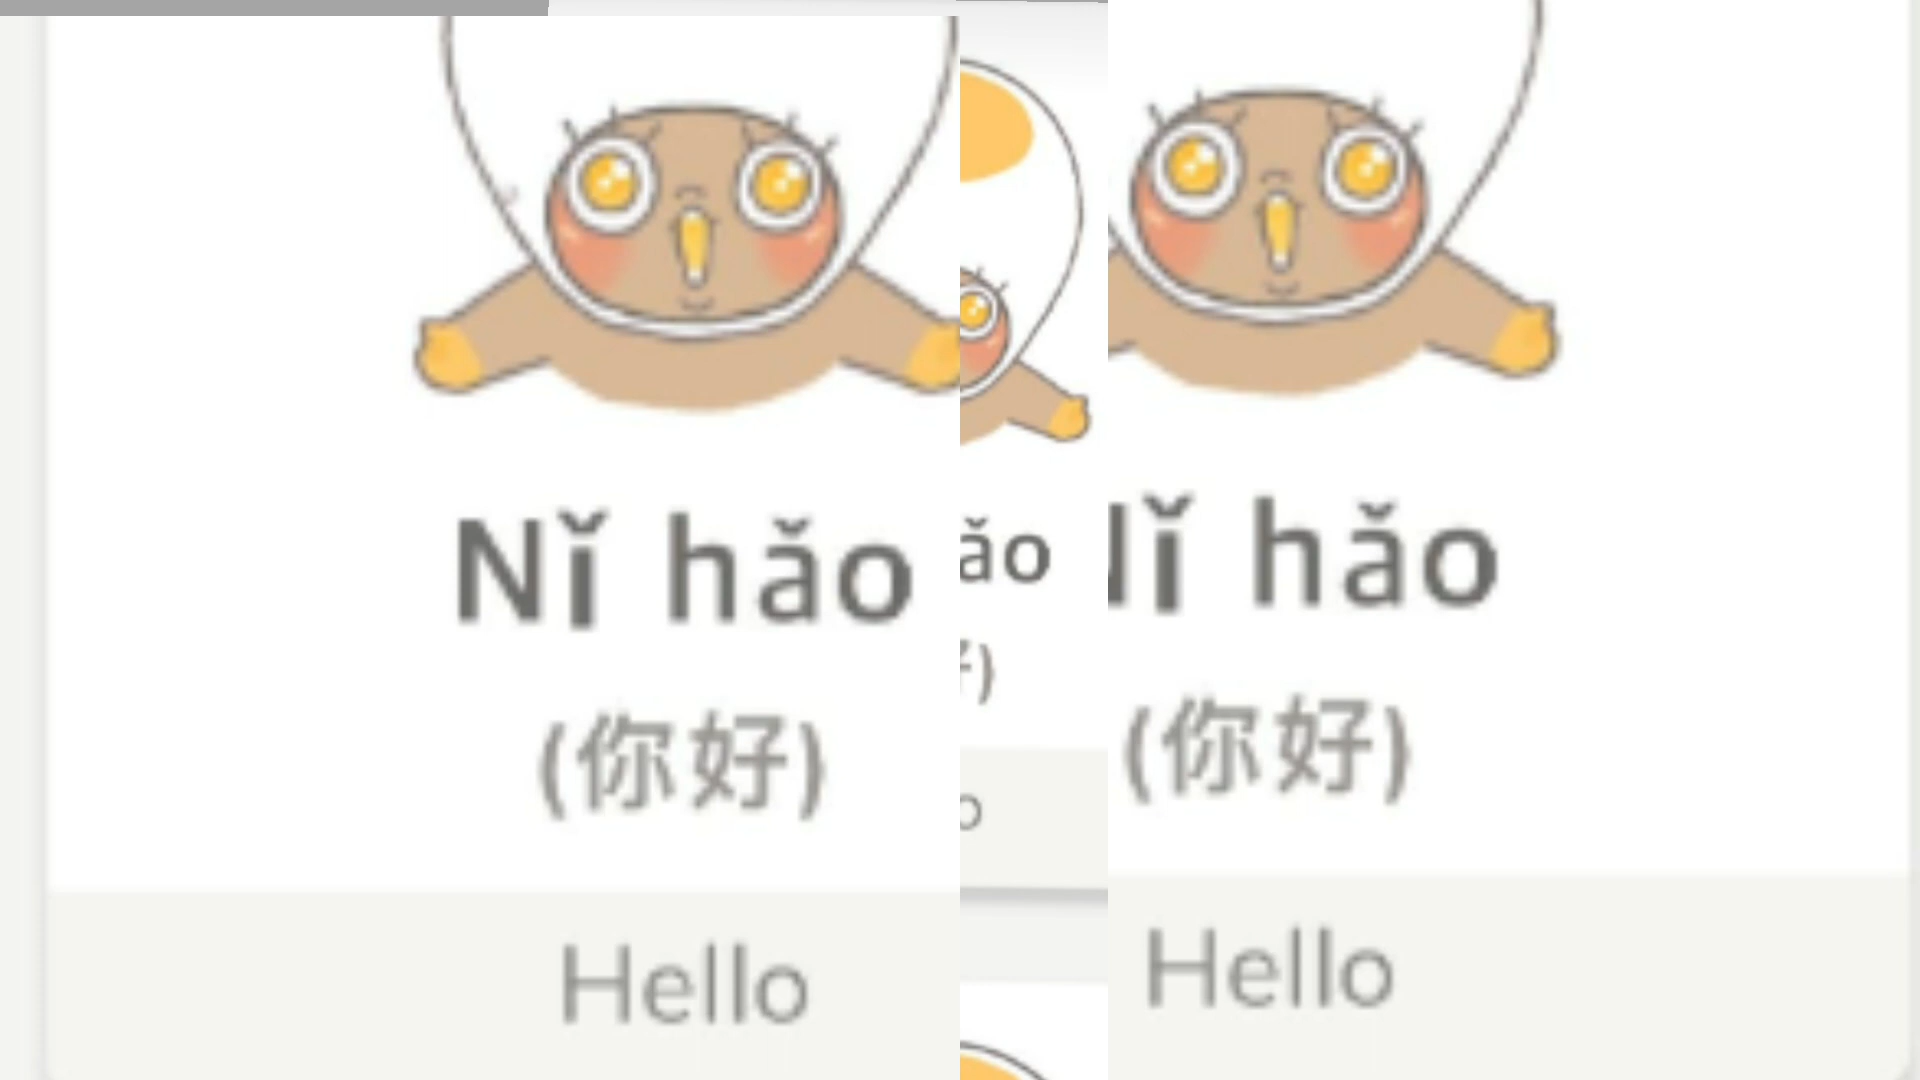 Nǐ hǎo
(你好)
Hello
ǎo
)
o
ǐ hǎo
(你好)
Hello